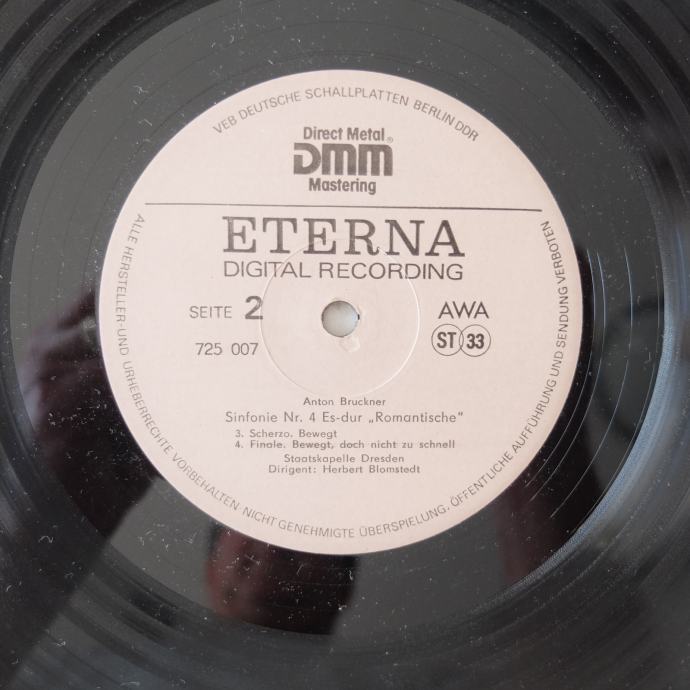 VEB DEUTSCHE SCHALLPLATTEN BERLIN DDR
Direct Metal®
DMM
Mastering
ETERNA
DIGITAL RECORDING
SEITE 2
AWA
725 007
ST 33
Anton Bruckner
Sinfonie Nr. 4 Es-dur „Romantische“
3. Scherzo. Bewegt
4. Finale. Bewegt, doch nicht zu schnell
Staatskapelle Dresden
Dirigent: Herbert Blomstedt
ALLE HERSTELLER-UND URHEBERRECHTE VORBEHALTEN NICHT GENEHMIGTE ÜBERSPIELUNG, ÖFFENTLICHE AUFFÜHRUNG UND SENDUNG VERBOTEN